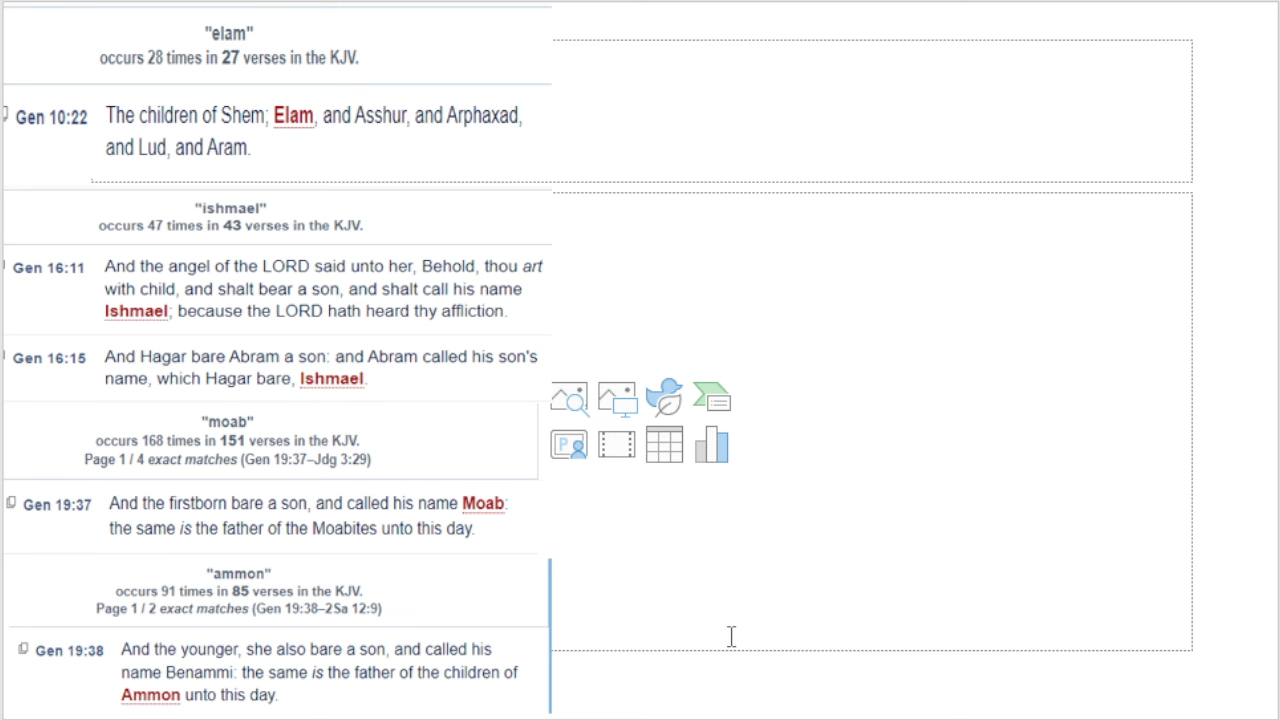 "elam"
occurs 28 times in 27 verses in the KJV.
Gen 10:22 The children of Shem; Elam, and Asshur, and Arphaxad,
and Lud, and Aram.
"ishmael"
occurs 47 times in 43 verses in the KJV.
Gen 16:11 And the angel of the LORD said unto her, Behold, thou art
with child, and shalt bear a son, and shalt call his name
Ishmael; because the LORD hath heard thy affliction.
Gen 16:15 And Hagar bare Abram a son: and Abram called his son's
name, which Hagar bare, Ishmael.
"moab"
occurs 168 times in 151 verses in the KJV.
Page 1 / 4 exact matches (Gen 19:37–Jdg 3:29)
Gen 19:37 And the firstborn bare a son, and called his name Moab:
the same is the father of the Moabites unto this day.
"ammon"
occurs 91 times in 85 verses in the KJV.
Page 1 / 2 exact matches (Gen 19:38–2Sa 12:9)
Gen 19:38 And the younger, she also bare a son, and called his
name Benammi: the same is the father of the children of
Ammon unto this day.